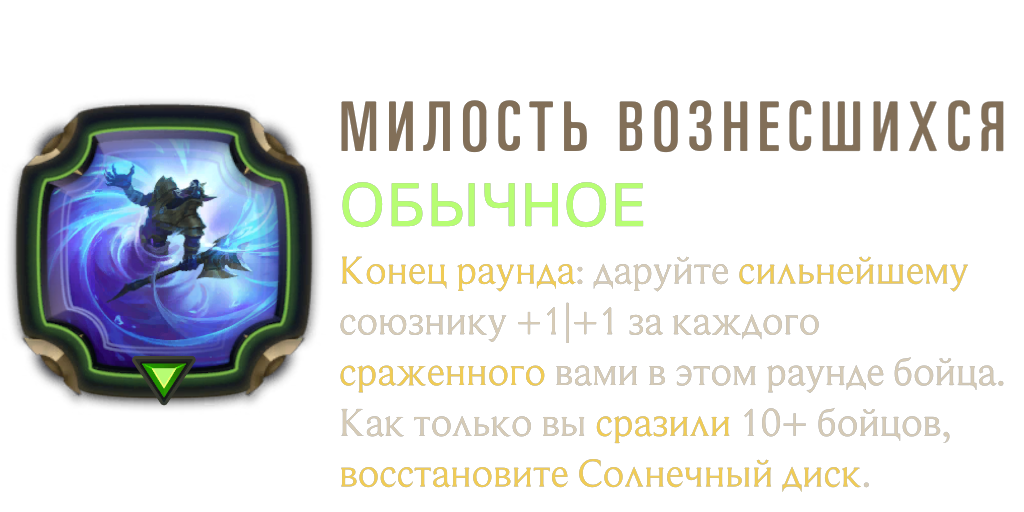 МИЛОСТЬ ВОЗНЕСШИХСЯ
ОБЫЧНОЕ
Конец раунда: даруйте сильнейшему
союзнику +1|+1 за каждого
сраженного вами в этом раунде бойца.
Как только вы сразили 10+ бойцов,
восстановите Солнечный диск.